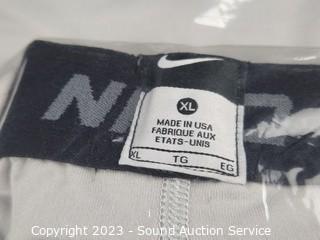 XL
MADE IN USA
FABRIQUE AUX
ETATS-UNIS
XL TG EG
Copyright 2023 - Sound Auction Service